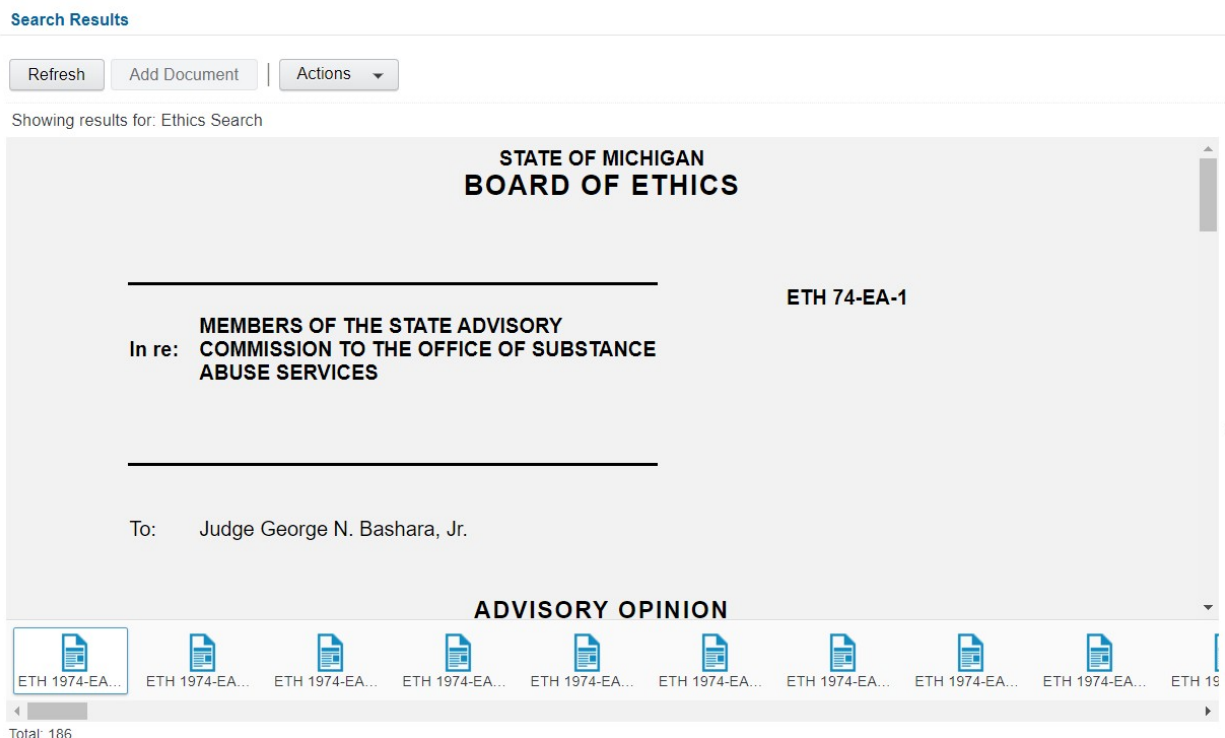 Search Results
Refresh Add Document | Actions
Showing results for: Ethics Search
STATE OF MICHIGAN
BOARD OF ETHICS
ETH 74-EA-1
MEMBERS OF THE STATE ADVISORY
In re: COMMISSION TO THE OFFICE OF SUBSTANCE
ABUSE SERVICES
To: Judge George N. Bashara, Jr.
ADVISORY OPINION
ETH 1974-EA... ETH 1974-EA... ETH 1974-EA... ETH 1974-EA... ETH 1974-EA... ETH 1974-EA... ETH 1974-EA... ETH 1974-EA... ETH 1974-EA... ETH 19
Total: 186